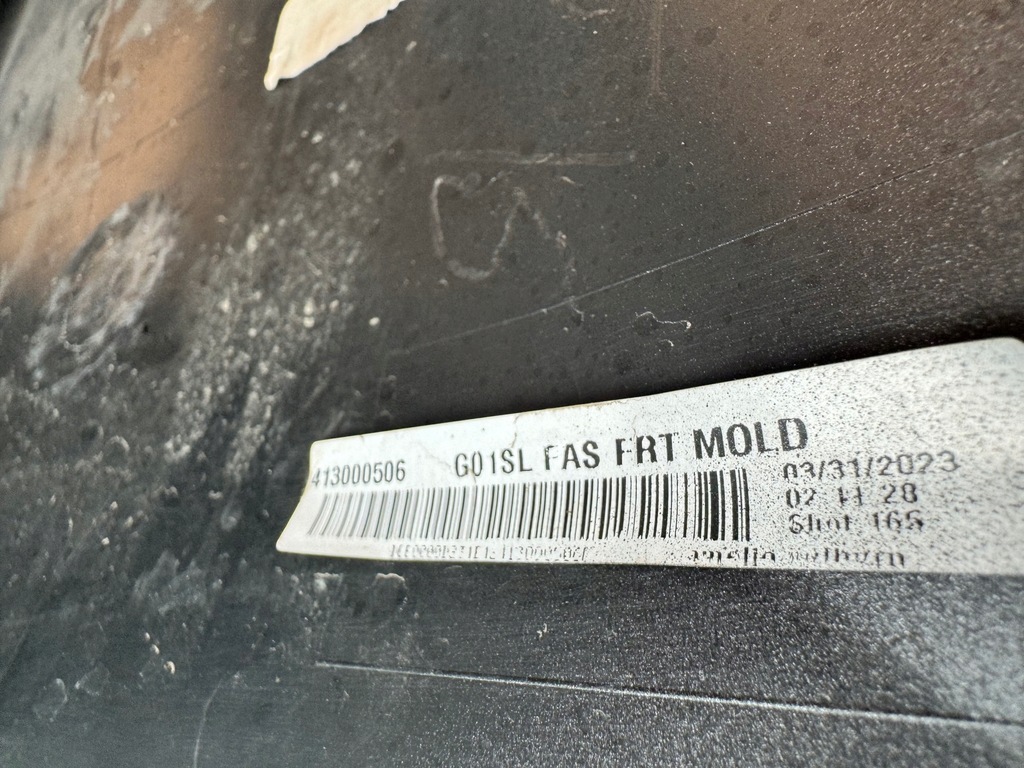 413000506 G01SL FAS FRT MOLD
03/31/2023
02 11 28
Shot 165